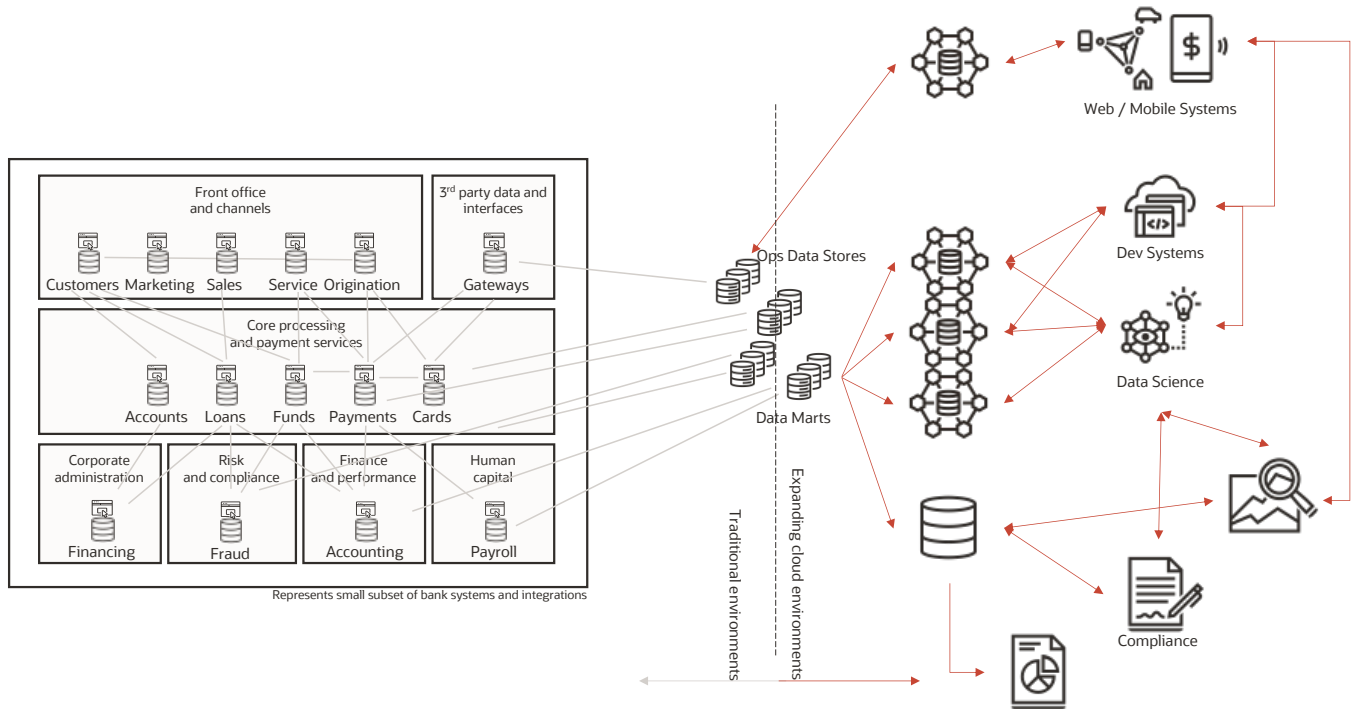 Web / Mobile Systems
Front office
and channels
3rd party data and
interfaces
Customers
Marketing
Sales
Service
Origination
Gateways
Ops Data Stores
Dev Systems
Core processing
and payment services
Accounts
Loans
Funds
Payments
Cards
Data Marts
Data Science
Corporate
administration
Risk
and compliance
Finance
and performance
Human
capital
Financing
Fraud
Accounting
Payroll
Represents small subset of bank systems and integrations
Traditional environments
Expanding cloud environments
Compliance
$
</>